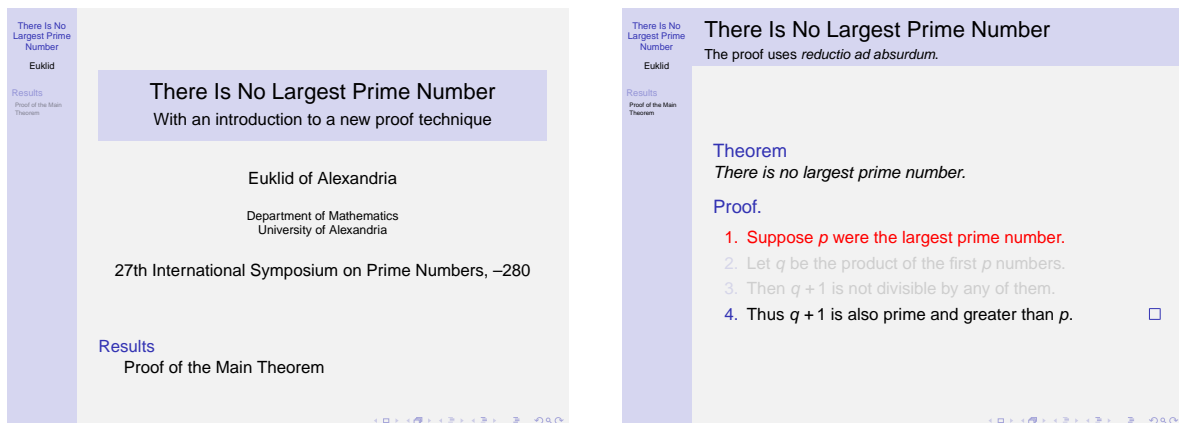 There Is No
Largest Prime
Number
Euklid
Results
Proof of the Main
Theorem
There Is No Largest Prime Number
With an introduction to a new proof technique
Euklid of Alexandria
Department of Mathematics
University of Alexandria
27th International Symposium on Prime Numbers, –280
Results
Proof of the Main Theorem
There Is No
Largest Prime
Number
Euklid
Results
Proof of the Main
Theorem
There Is No Largest Prime Number
The proof uses reductio ad absurdum.
Theorem
There is no largest prime number.
Proof.
1. Suppose p were the largest prime number.
2. Let q be the product of the first p numbers.
3. Then q + 1 is not divisible by any of them.
4. Thus q + 1 is also prime and greater than p.